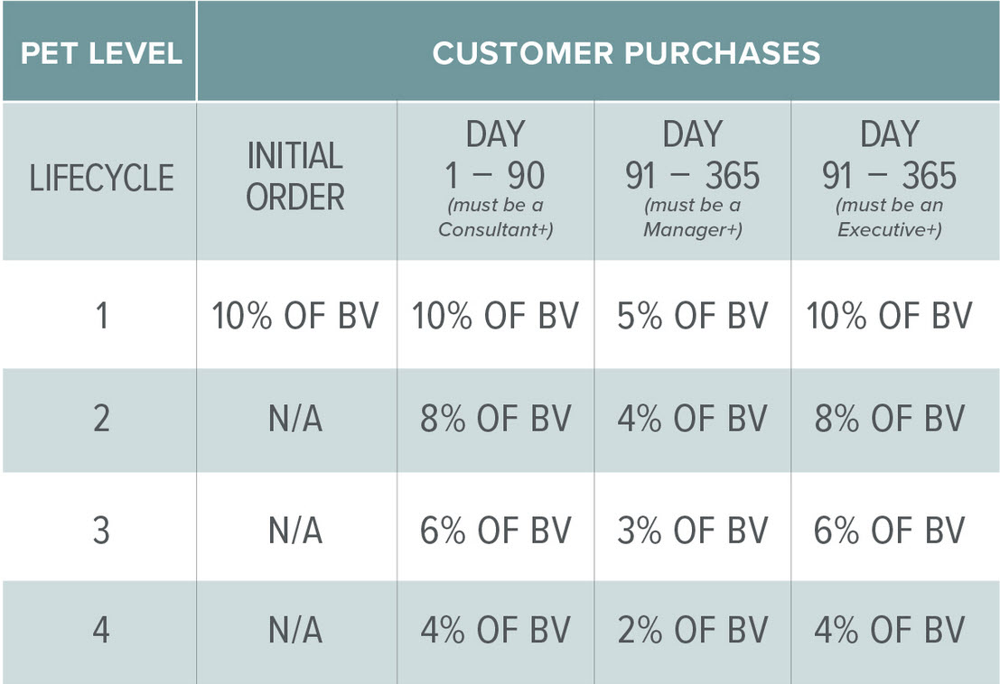 PET LEVEL CUSTOMER PURCHASES
LIFECYCLE
INITIAL
ORDER
DAY
1 – 90
(must be a
Consultant+)
DAY
91 – 365
(must be a
Manager+)
DAY
91 – 365
(must be an
Executive+)
1 10% OF BV 10% OF BV 5% OF BV 10% OF BV
2 N/A 8% OF BV 4% OF BV 8% OF BV
3 N/A 6% OF BV 3% OF BV 6% OF BV
4 N/A 4% OF BV 2% OF BV 4% OF BV